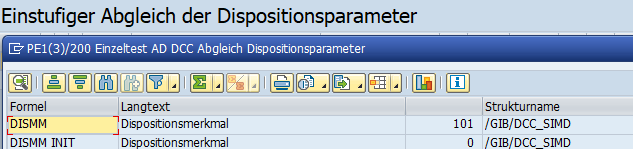 Einstufiger Abgleich der Dispositionsparameter
PE1(3)/200 Einzeltest AD DCC Abgleich Dispositionsparameter
Formel Langtext Strukturname
DISMM Dispositionsmerkmal 101 /GIB/DCC_SIMD
DISMM INIT Dispositionsmerkmal 0 /GIB/DCC_SIMD